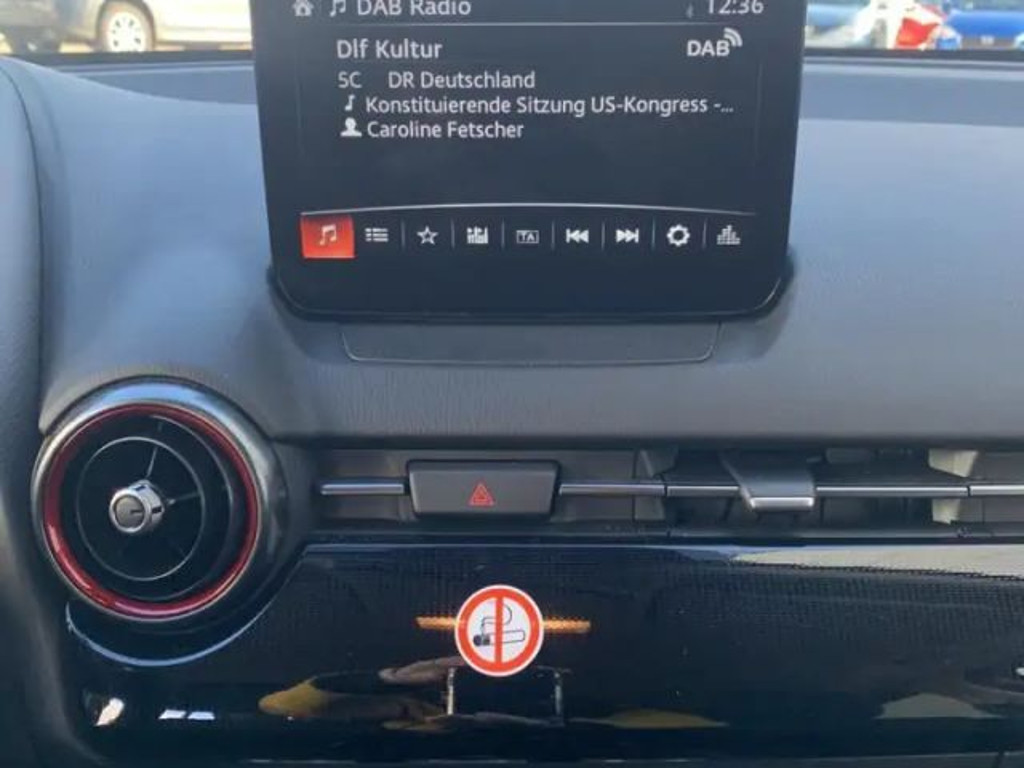 DAB Radio 12:36
Dlf Kultur DAB
5C DR Deutschland
Konstituierende Sitzung US-Kongress -...
Caroline Fetscher
TA